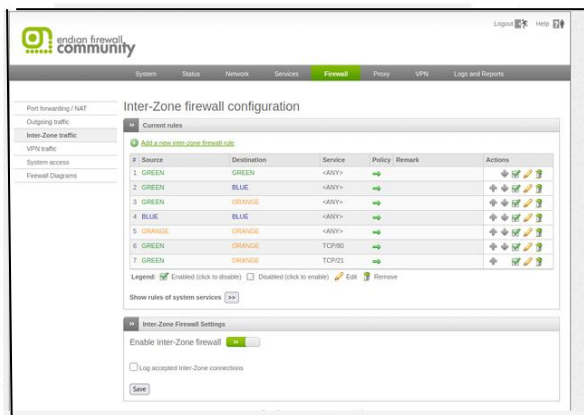 Logout Help
endian firewall
community
System Status Network Services Firewall Proxy VPN Logs and Reports
Port forwarding / NAT
Outgoing traffic
Inter-Zone traffic
VPN traffic
System access
Firewall Diagrams
Inter-Zone firewall configuration
>> Current rules
Add a new inter-zone firewall rule
# Source Destination Service Policy Remark Actions
1 GREEN GREEN <ANY>
2 GREEN BLUE <ANY>
3 GREEN ORANGE <ANY>
4 BLUE BLUE <ANY>
5 ORANGE ORANGE <ANY>
6 GREEN ORANGE TCP/80
7 GREEN ORANGE TCP/21
Legend: Enabled (click to disable) Disabled (click to enable) Edit Remove
Show rules of system services >>
>> Inter-Zone Firewall Settings
Enable Inter-Zone firewall
Log accepted Inter-Zone connections
Save